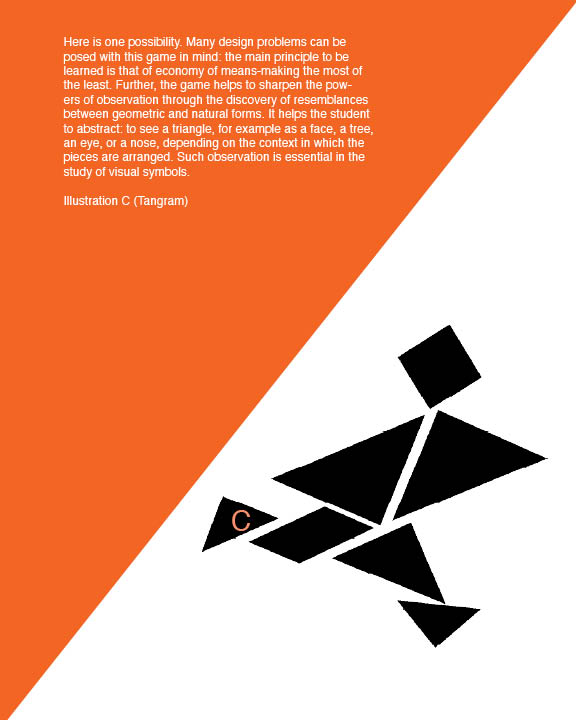 Here is one possibility. Many design problems can be
posed with this game in mind: the main principle to be
learned is that of economy of means-making the most of
the least. Further, the game helps to sharpen the pow-
ers of observation through the discovery of resemblances
between geometric and natural forms. It helps the student
to abstract: to see a triangle, for example as a face, a tree,
an eye, or a nose, depending on the context in which the
pieces are arranged. Such observation is essential in the
study of visual symbols.
Illustration C (Tangram)
C